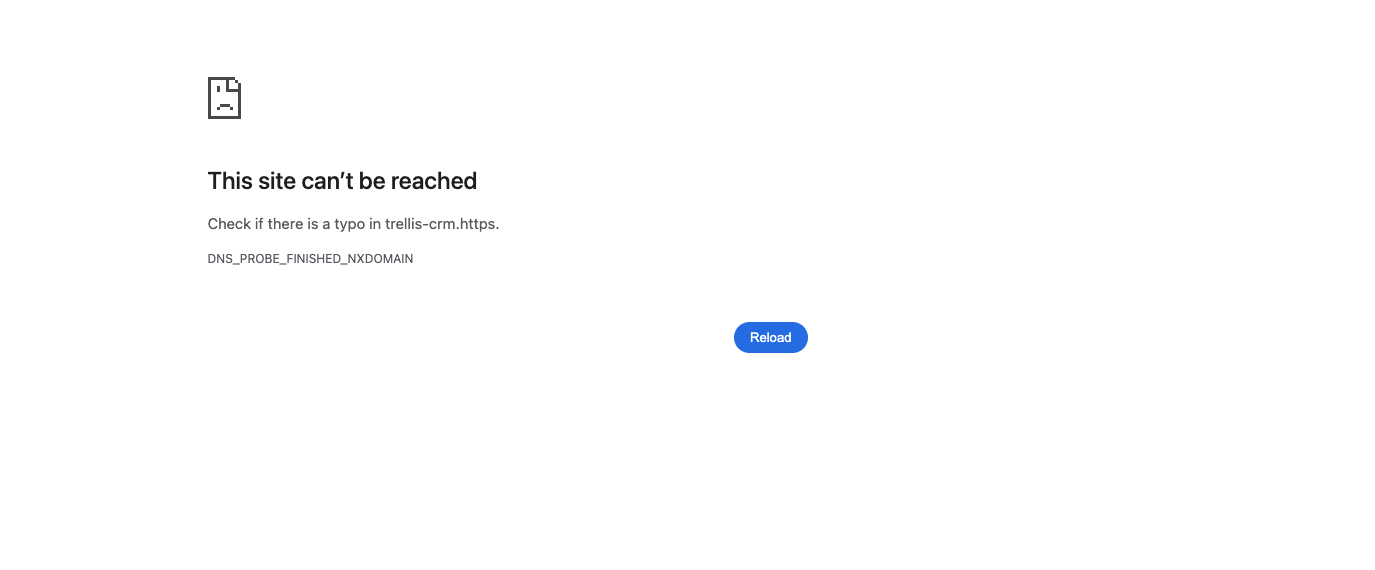 This site can’t be reached
Check if there is a typo in trellis-crm.https.
DNS_PROBE_FINISHED_NXDOMAIN
Reload